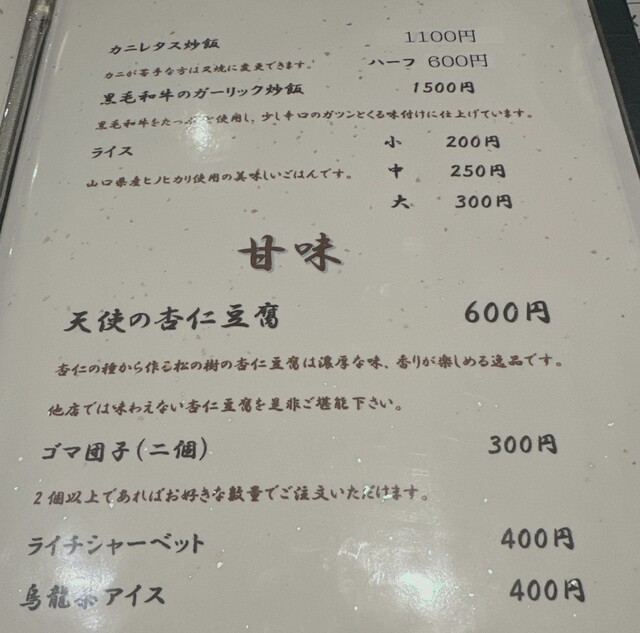 カニレタス炒飯 1100円
カニが苦手な方は叉焼に変更できます。 ハーフ 600円
黒毛和牛のガーリック炒飯 1500円
黒毛和牛をたっぷり使用し、少し辛口のガツンとくる味付けに仕上げています。
ライス 小 200円
山口県産ヒノヒカリ使用の美味しいごはんです。 中 250円
大 300円
甘味
天使の杏仁豆腐 600円
杏仁の種から作る松の樹の杏仁豆腐は濃厚な味、香りが楽しめる逸品です。
他店では味わえない杏仁豆腐を是非ご堪能下さい。
ゴマ団子(二個) 300円
2個以上であればお好きな数量でご注文いただけます。
ライチシャーベット 400円
烏龍茶アイス 400円